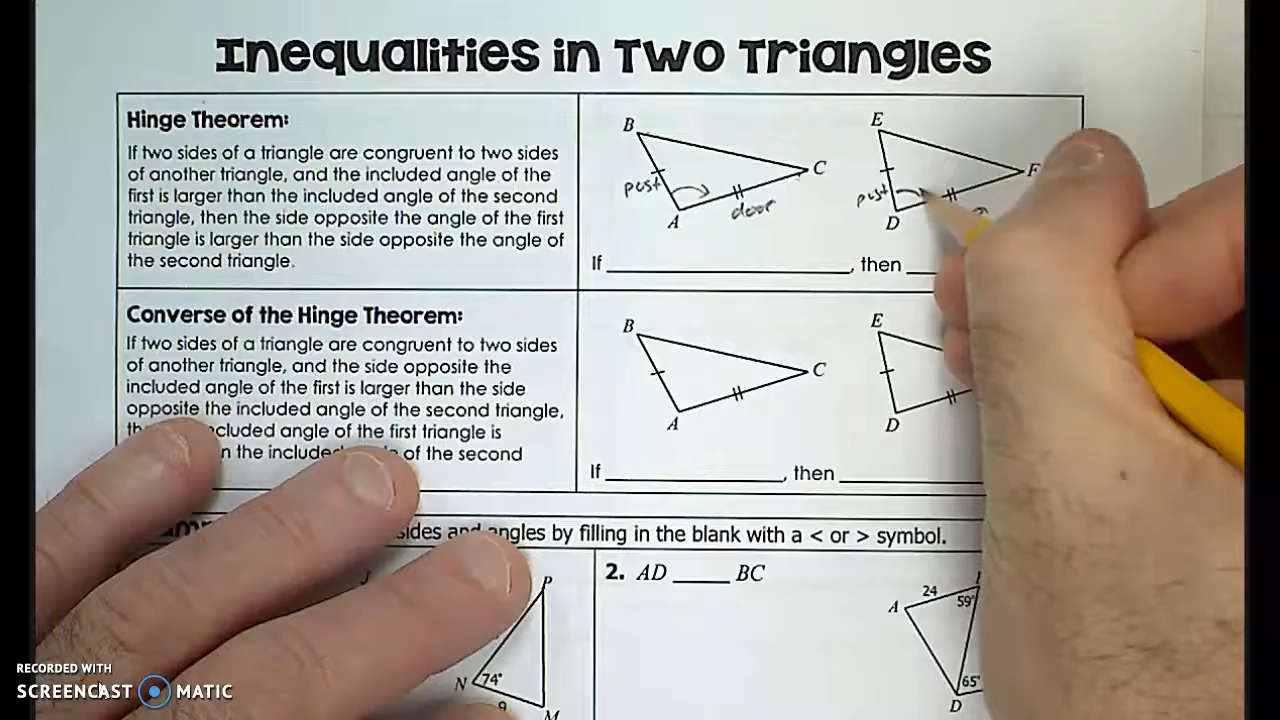 Inequalities in Two Triangles
Hinge Theorem:
If two sides of a triangle are congruent to two sides
of another triangle, and the included angle of the
first is larger than the included angle of the second
triangle, then the side opposite the angle of the first
triangle is larger than the side opposite the angle of
the second triangle.
B
C
A
post
door
E
F
D
post
If ____________________, then
Converse of the Hinge Theorem:
If two sides of a triangle are congruent to two sides
of another triangle, and the side opposite the
included angle of the first is larger than the side
opposite the included angle of the second triangle,
included angle of the first triangle is
the included of the second
B
C
A
E
D
If ______________, then ____________
sides and angles by filling in the blank with a < or > symbol.
P
N
74°
9
M
2. AD _____ BC
A
24
59°
65°
D
RECORDED WITH
SCREENCAST MATIC